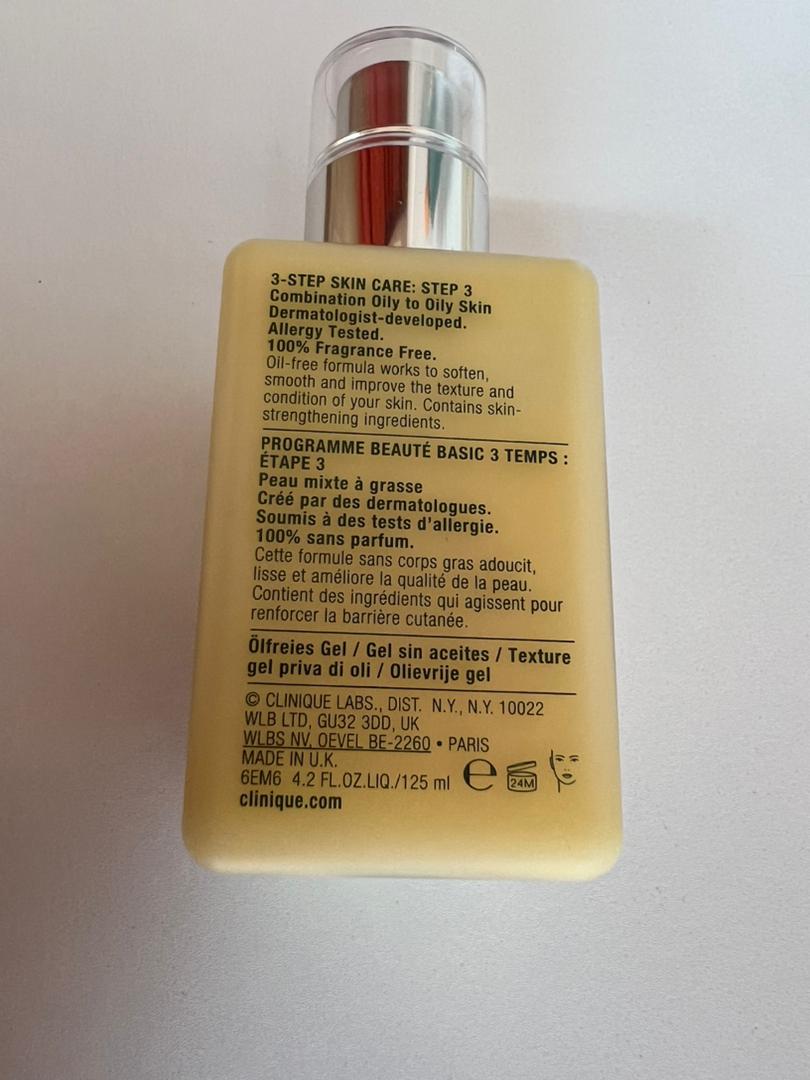 3-STEP SKIN CARE: STEP 3
Combination Oily to Oily Skin
Dermatologist-developed.
Allergy Tested.
100% Fragrance Free.
Oil-free formula works to soften,
smooth and improve the texture and
condition of your skin. Contains skin-
strengthening ingredients.
PROGRAMME BEAUTÉ BASIC 3 TEMPS :
ÉTAPE 3
Peau mixte à grasse
Créé par des dermatologues.
Soumis à des tests d'allergie.
100% sans parfum.
Cette formule sans corps gras adoucit,
lisse et améliore la qualité de la peau.
Contient des ingrédients qui agissent pour
renforcer la barrière cutanée.
Ölfreies Gel / Gel sin aceites / Texture
gel priva di oli / Olievrije gel
© CLINIQUE LABS., DIST. N.Y., N.Y. 10022
WLB LTD, GU32 3DD, UK
WLBS NV. OEVEL BE-2260 • PARIS
MADE IN U.K.
6EM6 4.2 FL.OZ.LIQ./125 ml ℮ 24M
clinique.com